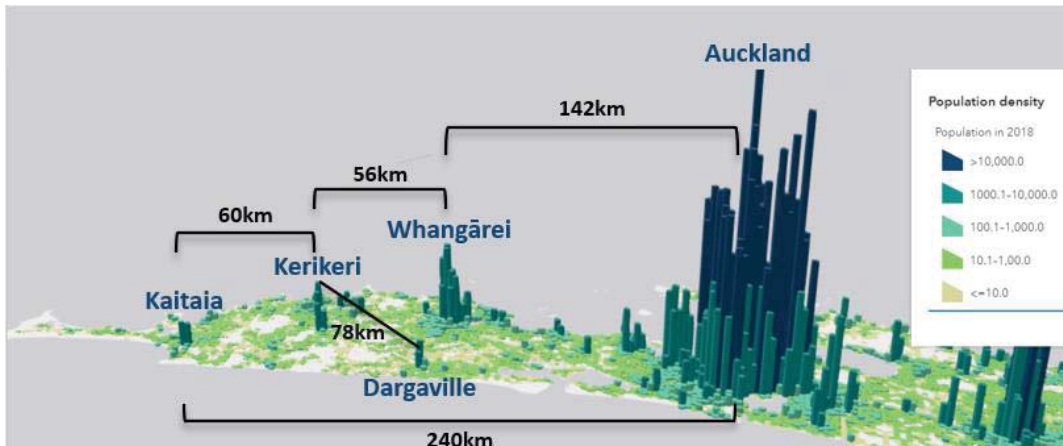 Auckland
142km
56km
60km
Whangārei
Kerikeri
Kaitaia
78km
Dargaville
240km
Population density
Population in 2018
>10,000.0
1000.1-10,000.0
100.1-1,000.0
10.1-1,00.0
<=10.0